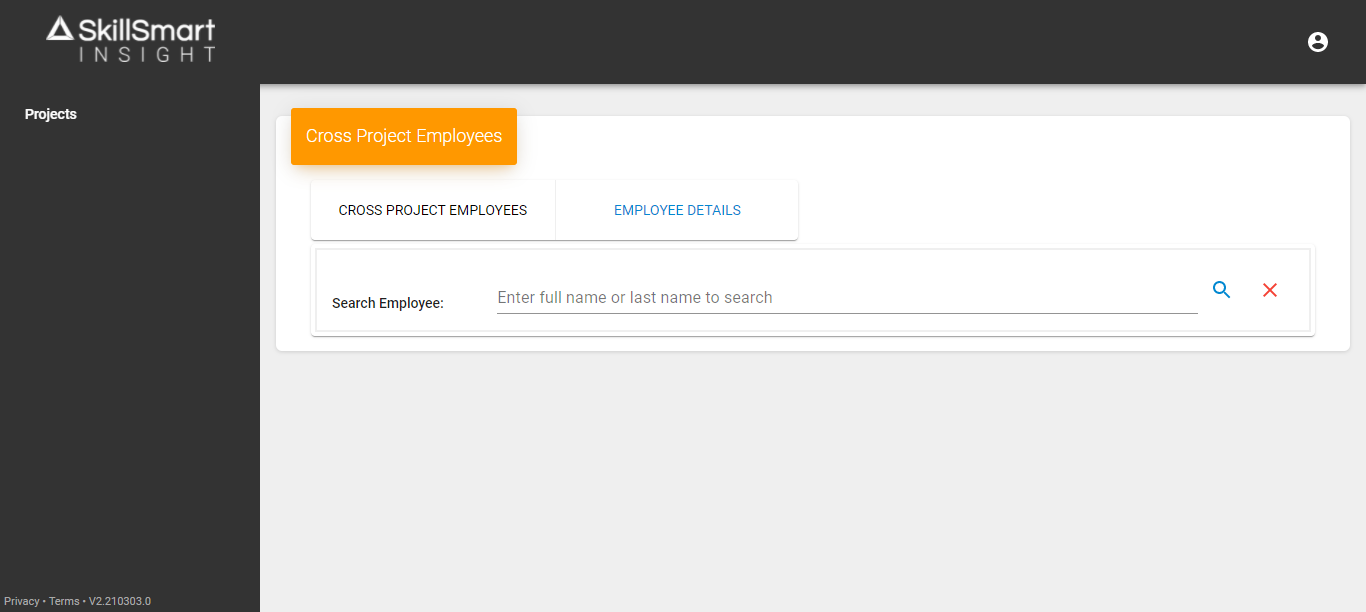 SkillSmart
INSIGHT
Projects
Cross Project Employees
CROSS PROJECT EMPLOYEES
EMPLOYEE DETAILS
Search Employee:
Enter full name or last name to search
Privacy • Terms • V2.210303.0